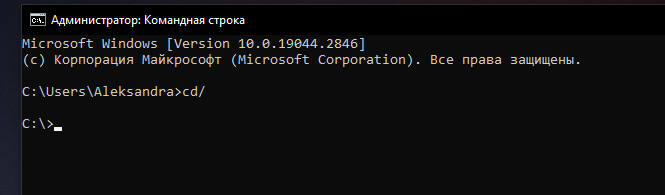 Администратор: Командная строка
Microsoft Windows [Version 10.0.19044.2846]
(c) Корпорация Майкрософт (Microsoft Corporation). Все права защищены.
C:\Users\Aleksandra>cd/
C:\>